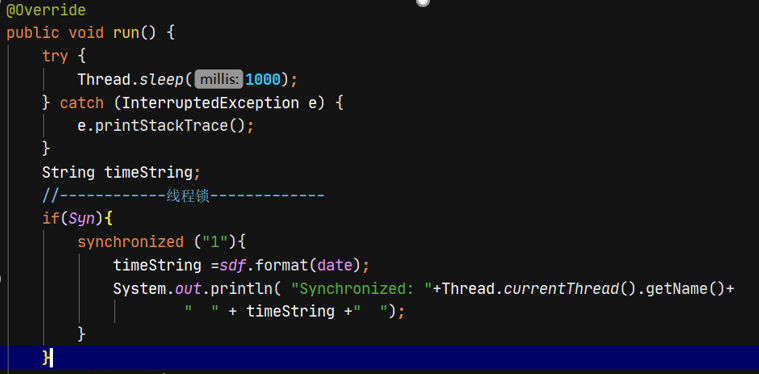 @Override
public void run() {
try {
Thread.sleep( millis: 1000);
} catch (InterruptedException e) {
e.printStackTrace();
}
String timeString;
//------------线程锁-------------
if(Syn){
synchronized ("1"){
timeString =sdf.format(date);
System.out.println( "Synchronized: "+Thread.currentThread().getName()+
"  " + timeString +"  ");
}
}